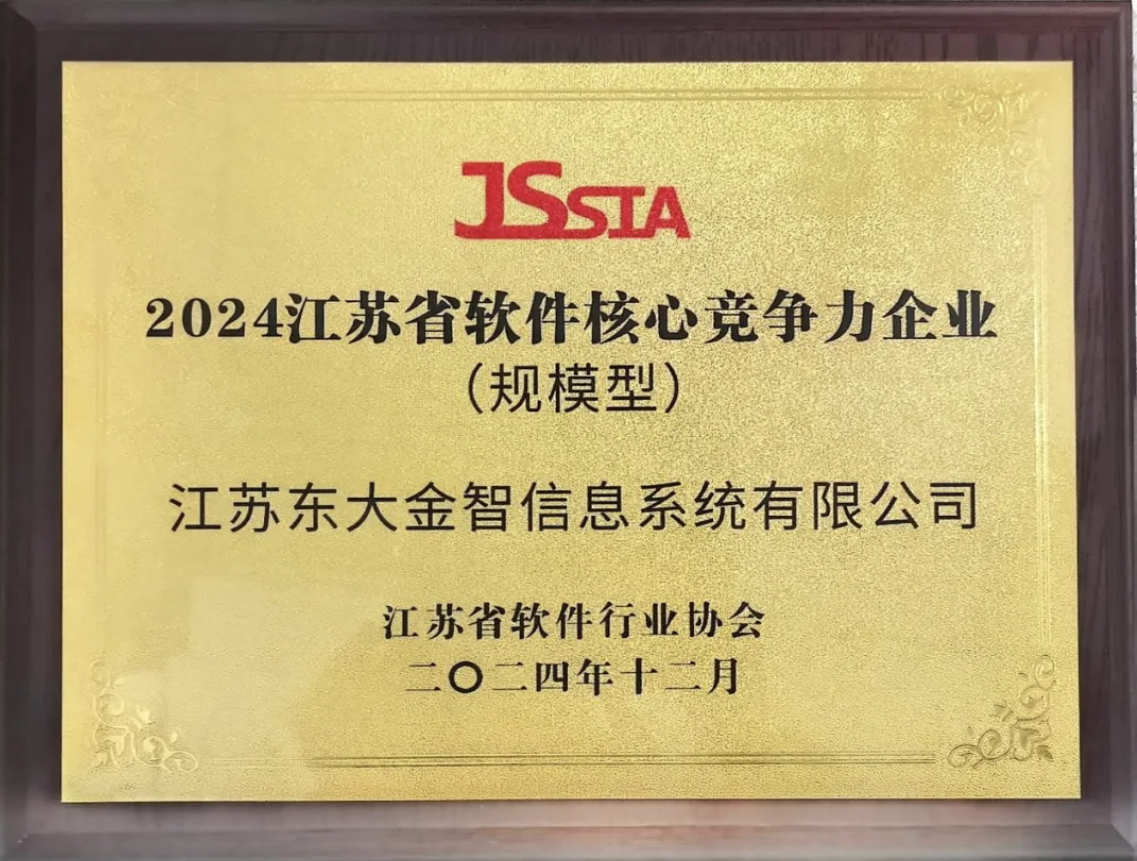 JSSIA
2024江苏省软件核心竞争力企业
（规模型）
江苏东大金智信息系统有限公司
江苏省软件行业协会
二〇二四年十二月